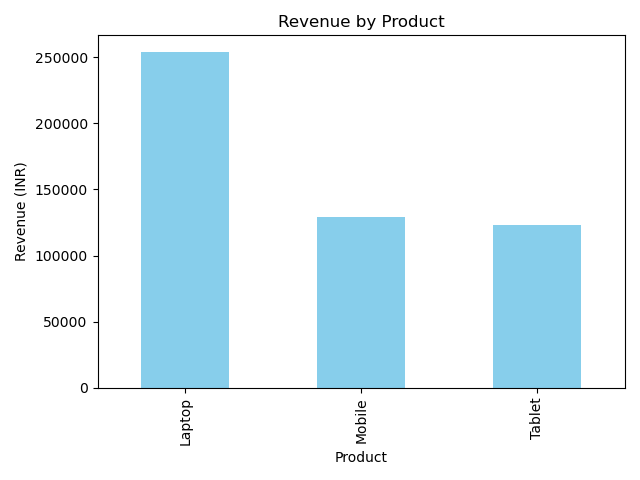 Revenue by Product
Revenue (INR)
250000
200000
150000
100000
50000
0
Laptop
Mobile
Tablet
Product